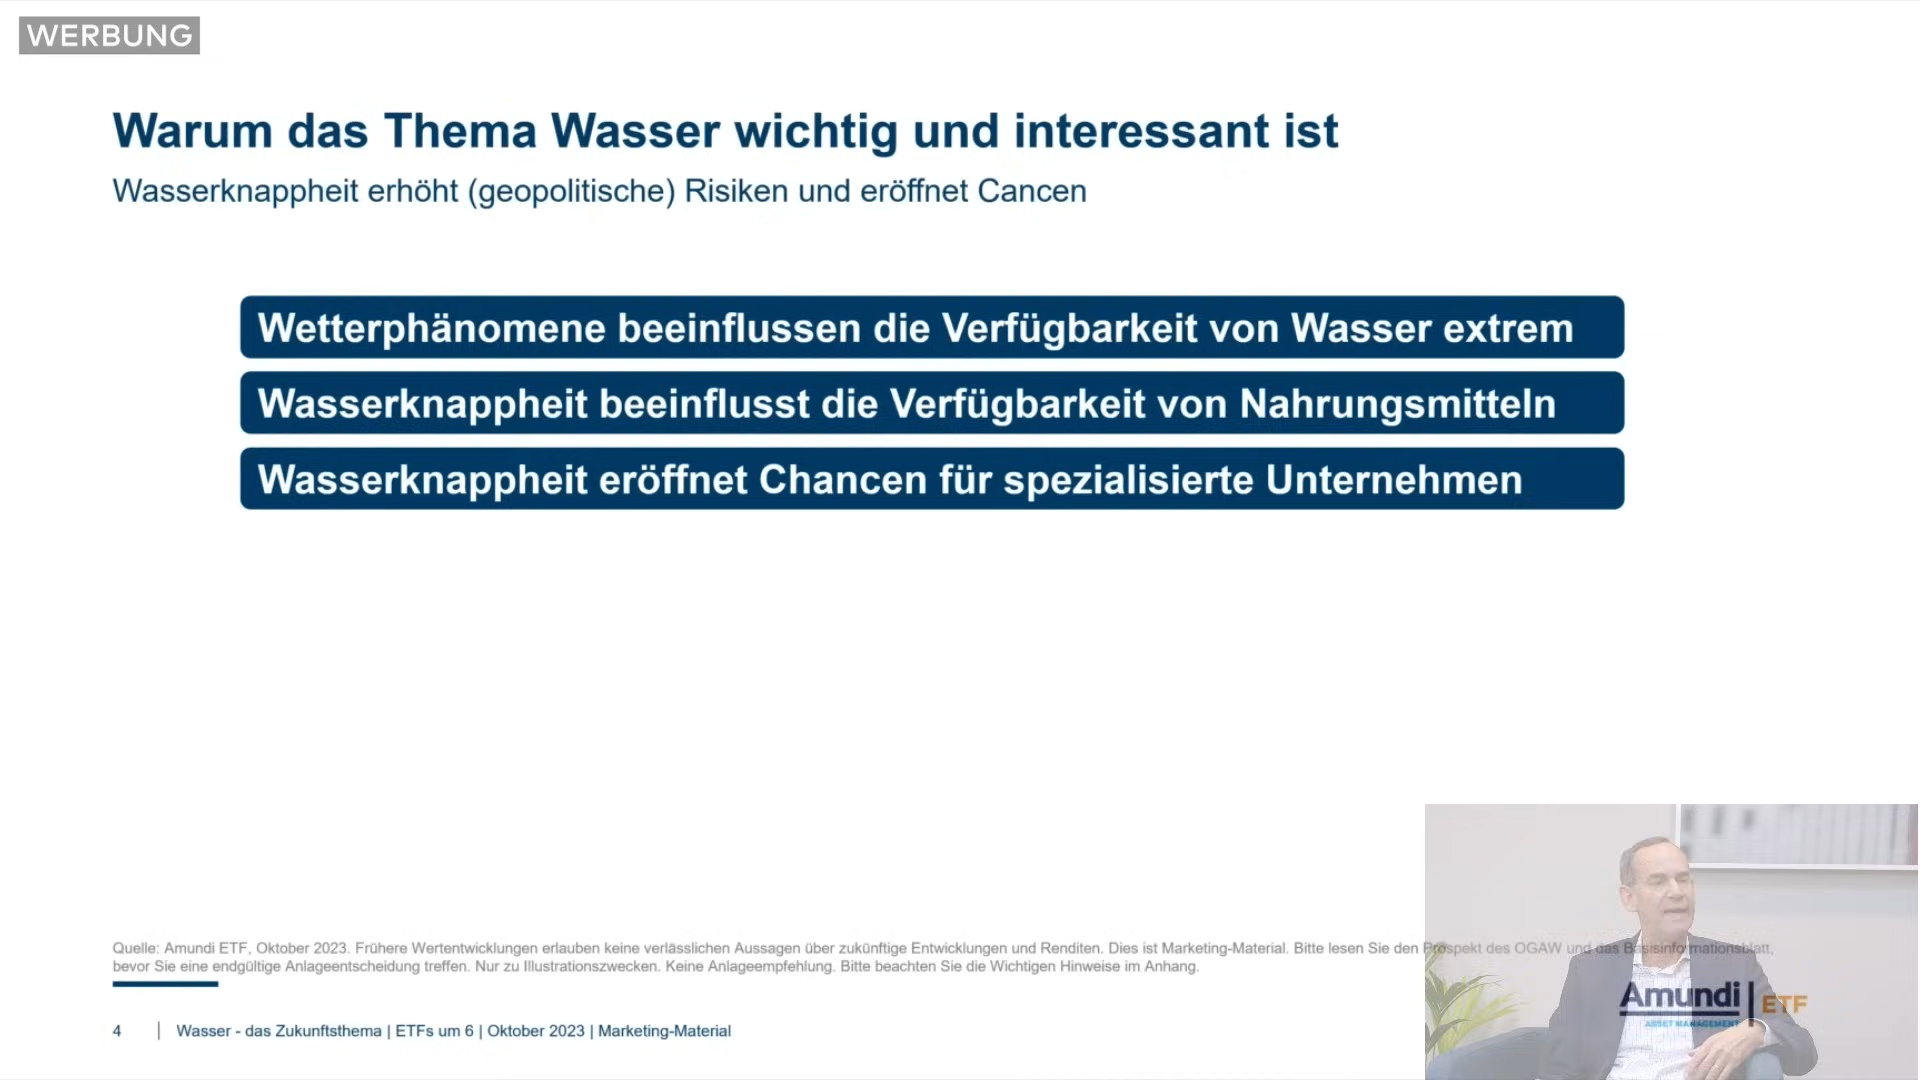 WERBUNG
Warum das Thema Wasser wichtig und interessant ist
Wasserknappheit erhöht (geopolitische) Risiken und eröffnet Cancen
Wetterphänomene beeinflussen die Verfügbarkeit von Wasser extrem
Wasserknappheit beeinflusst die Verfügbarkeit von Nahrungsmitteln
Wasserknappheit eröffnet Chancen für spezialisierte Unternehmen
Quelle: Amundi ETF, Oktober 2023. Frühere Wertentwicklungen erlauben keine verlässlichen Aussagen über zukünftige Entwicklungen und Renditen. Dies ist Marketing-Material. Bitte lesen Sie den Prospekt des OGAW und das Basisinformationsblatt,
bevor Sie eine endgültige Anlageentscheidung treffen. Nur zu Illustrationszwecken. Keine Anlageempfehlung. Bitte beachten Sie die Wichtigen Hinweise im Anhang.
Amundi | ETF
ASSET MANAGEMENT
4 | Wasser - das Zukunftsthema | ETFs um 6 | Oktober 2023 | Marketing-Material